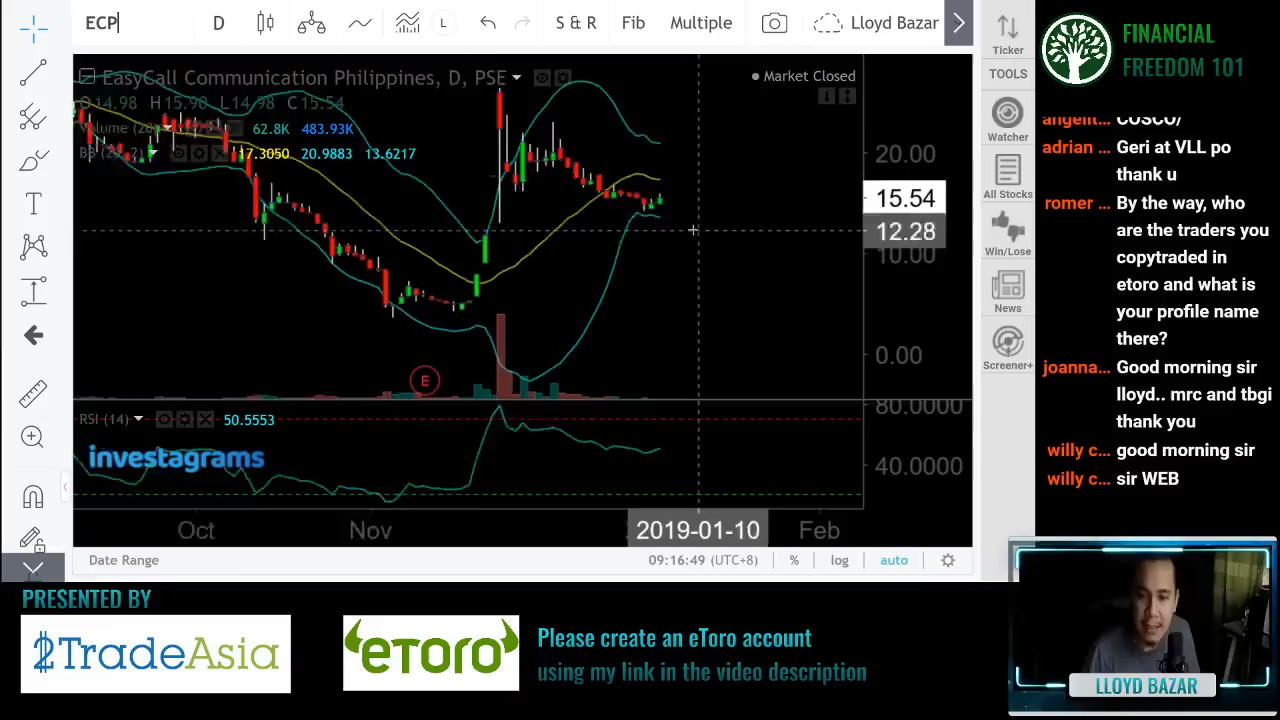 ECP
D
L
S & R
Fib
Multiple
Lloyd Bazar
EasyCall Communication Philippines, D, PSE
Market Closed
O14.98 H15.90 L14.98 C15.54
62.8K 483.93K
17.3050 20.9883 13.6217
20.00
15.54
12.28
10.00
0.00
E
RSI (14) 50.5553
80.0000
40.0000
investagrams
Oct
Nov
2019-01-10
Feb
Date Range
09:16:49 (UTC+8)
%
log
auto
Ticker
TOOLS
Watcher
All Stocks
Win/Lose
News
Screener+
FINANCIAL
FREEDOM 101
angelit... COSCO/
adrian ... Geri at VLL po
thank u
romer ... By the way, who
are the traders you
copytraded in
etoro and what is
your profile name
there?
joanna... Good morning sir
lloyd.. mrc and tbgi
thank you
willy c... good morning sir
willy c... sir WEB
PRESENTED BY
2TradeAsia
eToro
Please create an eToro account
using my link in the video description
LLOYD BAZAR